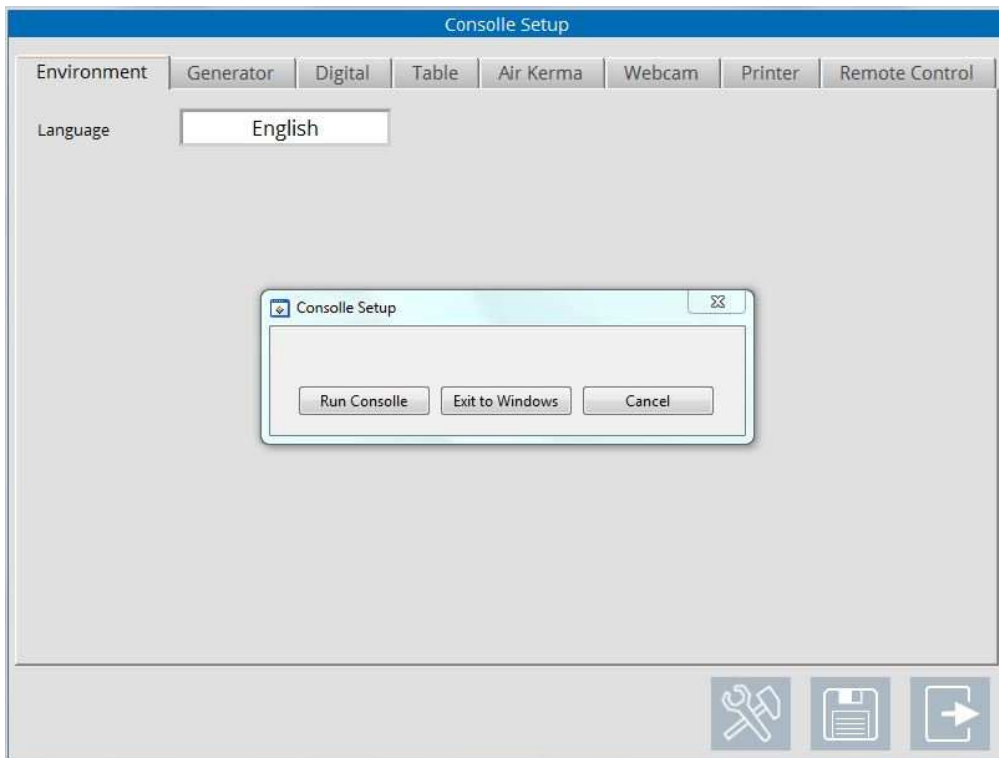 Consolle Setup
Environment Generator Digital Table Air Kerma Webcam Printer Remote Control
Language English
Consolle Setup
Run Consolle Exit to Windows Cancel